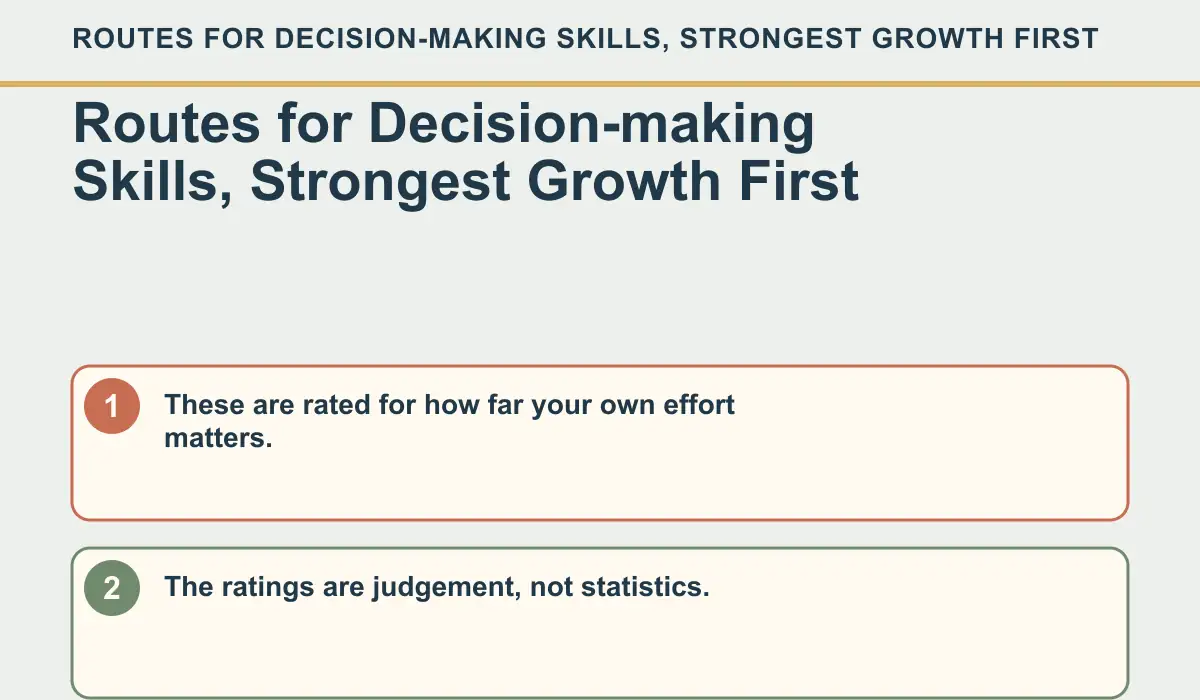 ROUTES FOR DECISION-MAKING SKILLS, STRONGEST GROWTH FIRST
Routes for Decision-making
Skills, Strongest Growth First
1
These are rated for how far your own effort
matters.
2
The ratings are judgement, not statistics.